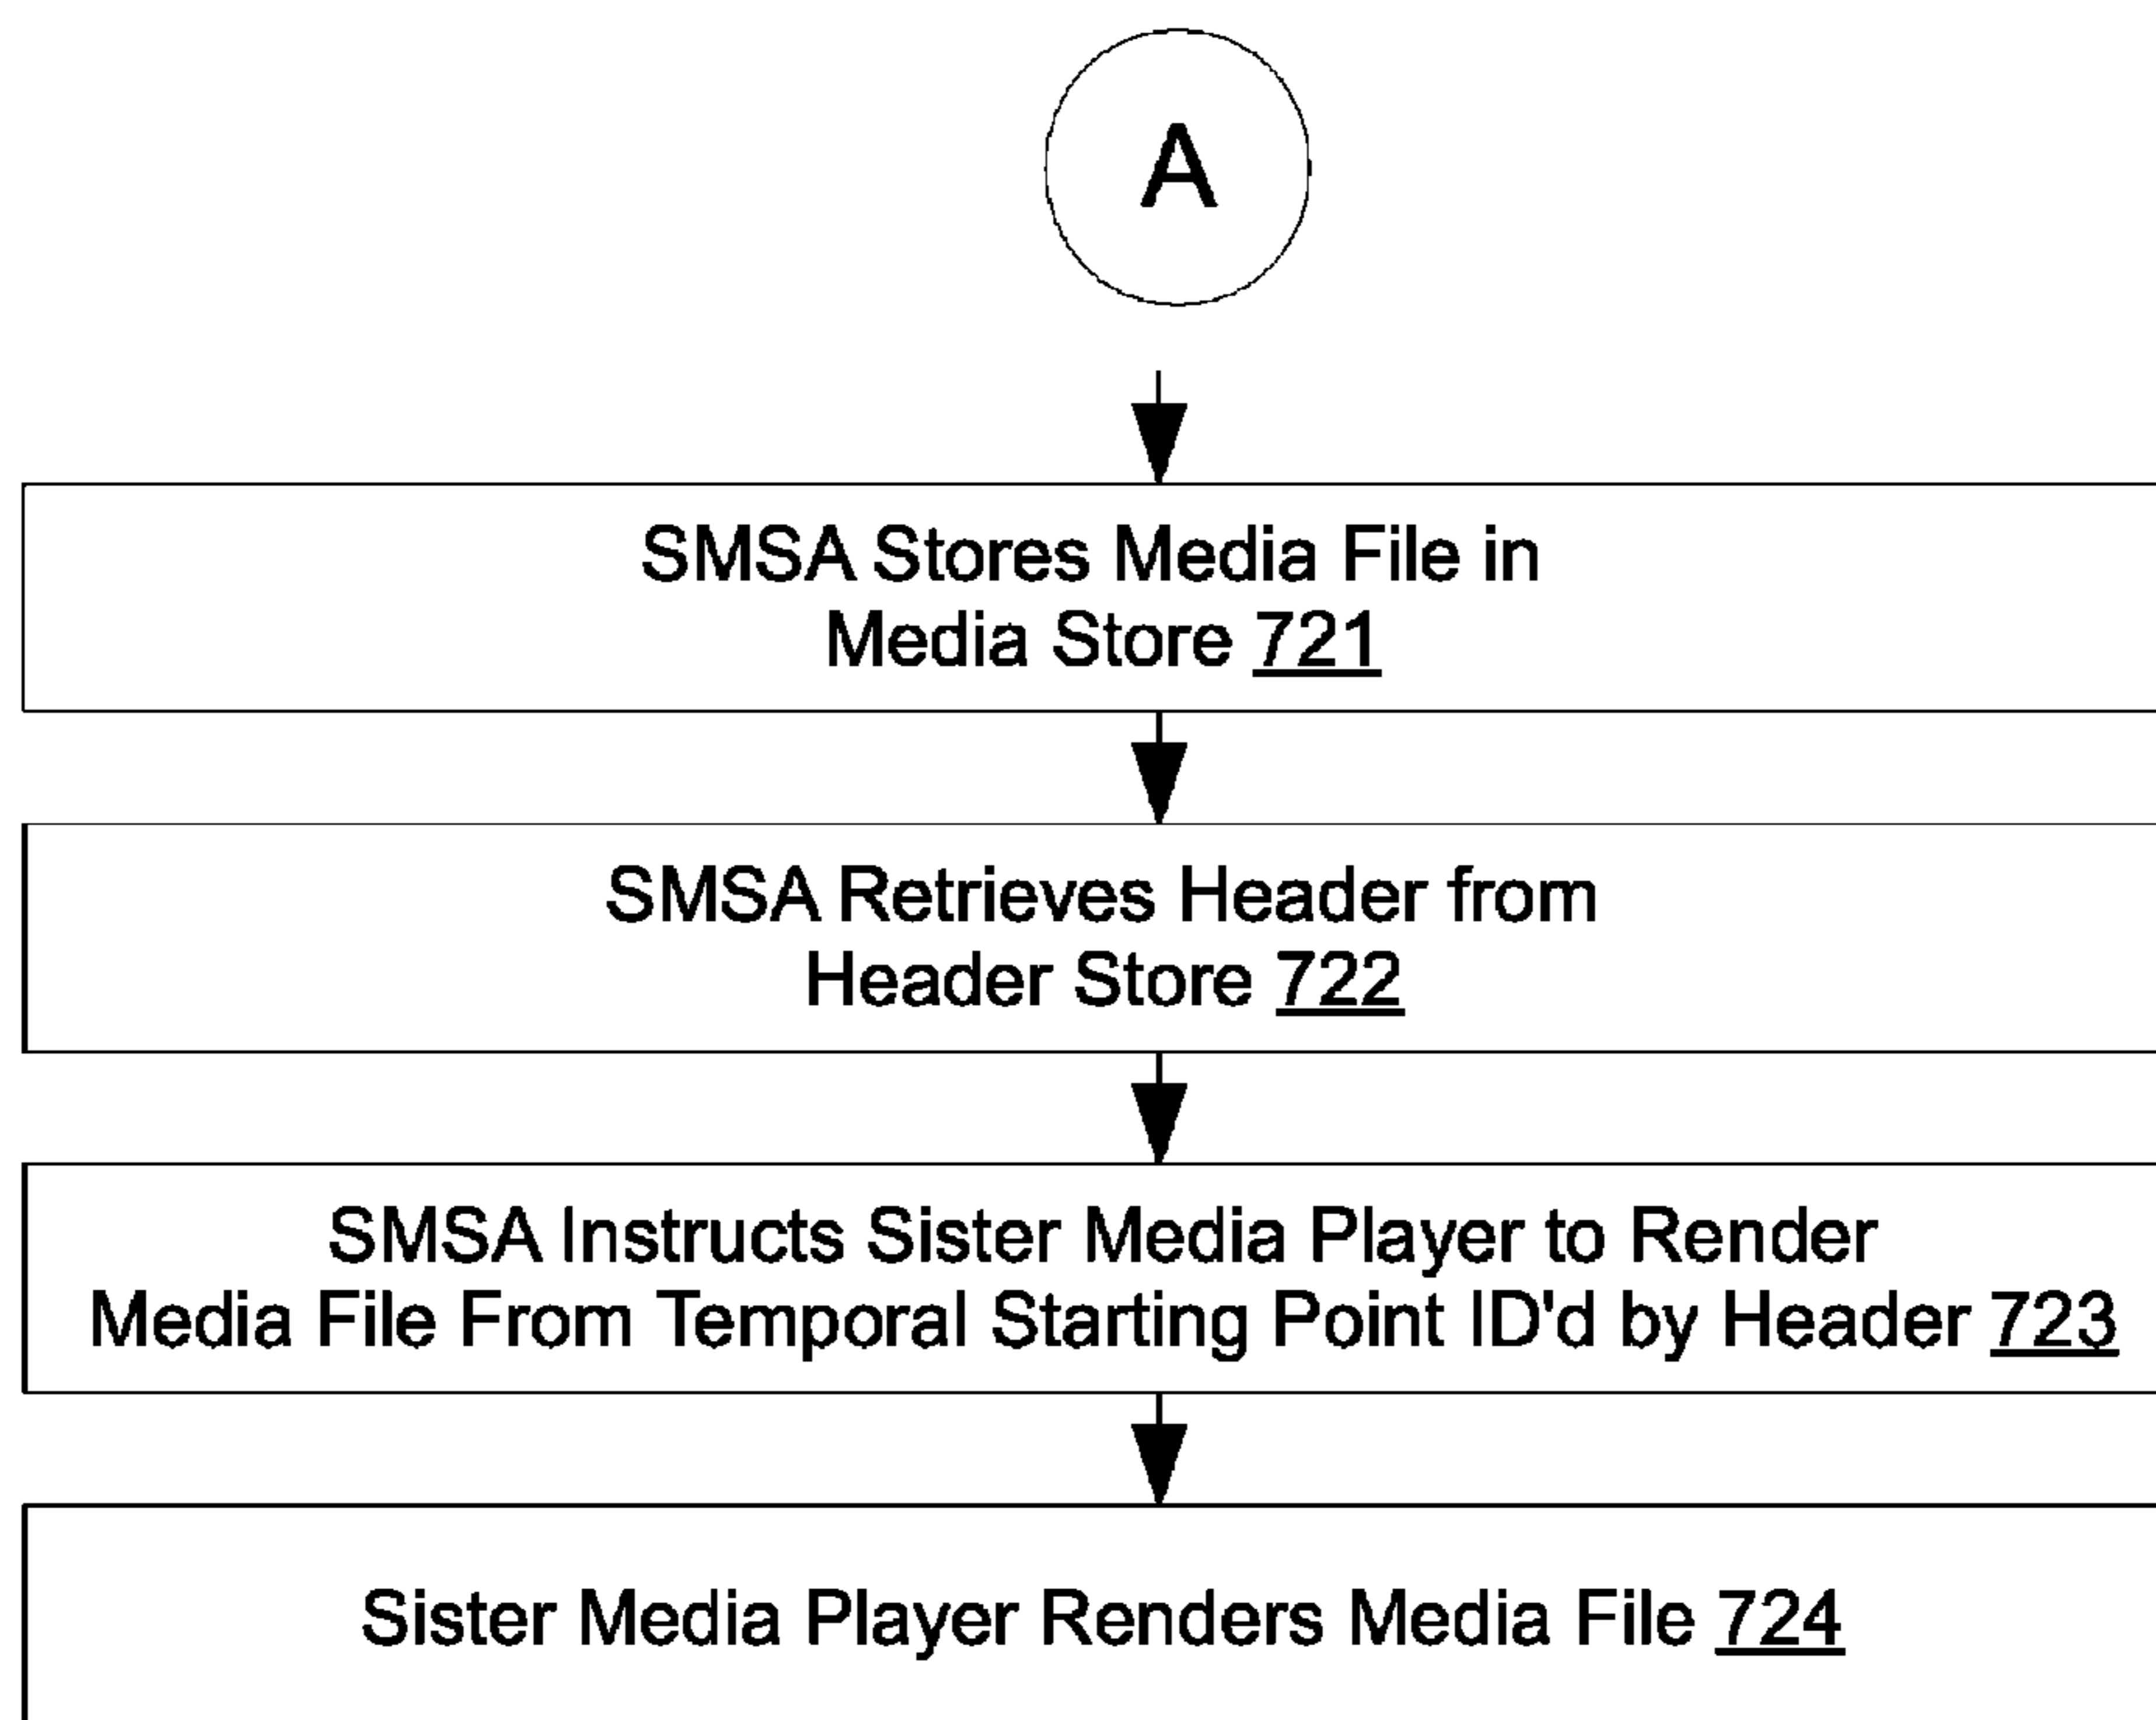 A
SMSA Stores Media File in
Media Store 721
SMSA Retrieves Header from
Header Store 722
SMSA Instructs Sister Media Player to Render
Media File From Temporal Starting Point ID'd by Header 723
Sister Media Player Renders Media File 724